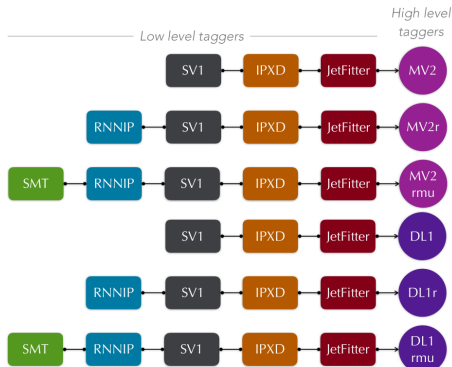 Low level taggers
High level
taggers
SV1 IPXD JetFitter MV2
RNNIP SV1 IPXD JetFitter MV2r
SMT RNNIP SV1 IPXD JetFitter MV2
rmu
SV1 IPXD JetFitter DL1
RNNIP SV1 IPXD JetFitter DL1r
SMT RNNIP SV1 IPXD JetFitter DL1
rmu